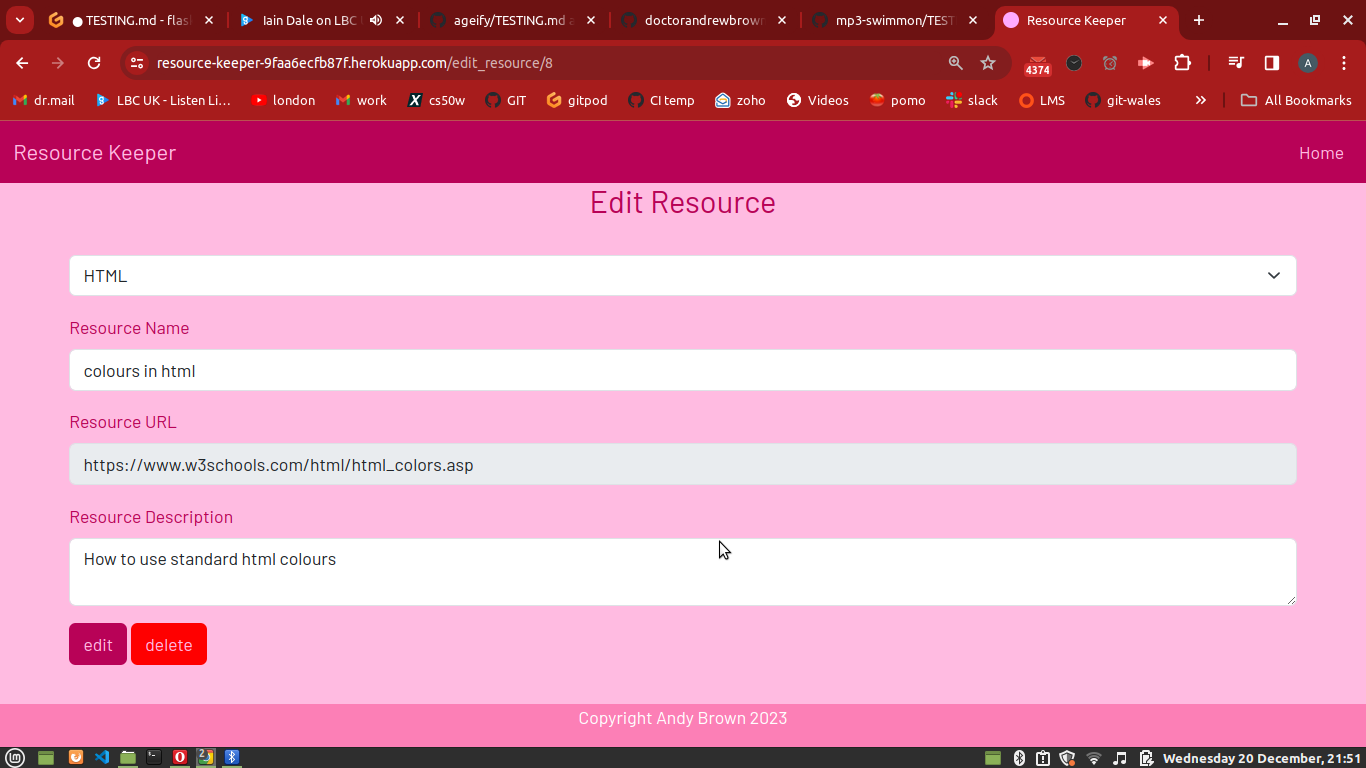 ● TESTING.md - flas
Iain Dale on LBC
ageify/TESTING.md a
doctorandrewbrown
mp3-swimmon/TEST
Resource Keeper
resource-keeper-9faa6ecfb87f.herokuapp.com/edit_resource/8
4374
A
dr.mail
LBC UK - Listen Li...
london
work
cs50w
GIT
gitpod
CI temp
zoho
Videos
pomo
slack
LMS
git-wales
All Bookmarks
Resource Keeper
Home
Edit Resource
HTML
Resource Name
colours in html
Resource URL
https://www.w3schools.com/html/html_colors.asp
Resource Description
How to use standard html colours
edit
delete
Copyright Andy Brown 2023
2
Wednesday 20 December, 21:51